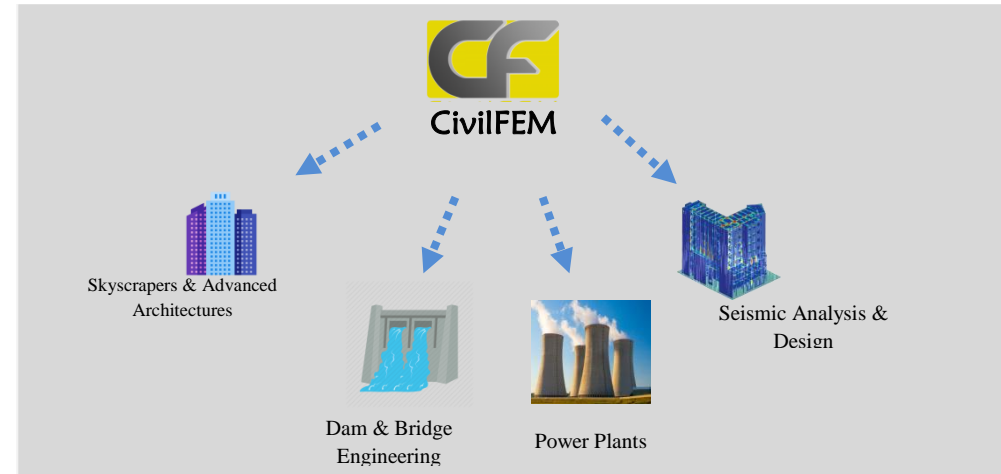 CF
CivilFEM
Skyscrapers & Advanced
Architectures
Dam & Bridge
Engineering
Power Plants
Seismic Analysis &
Design